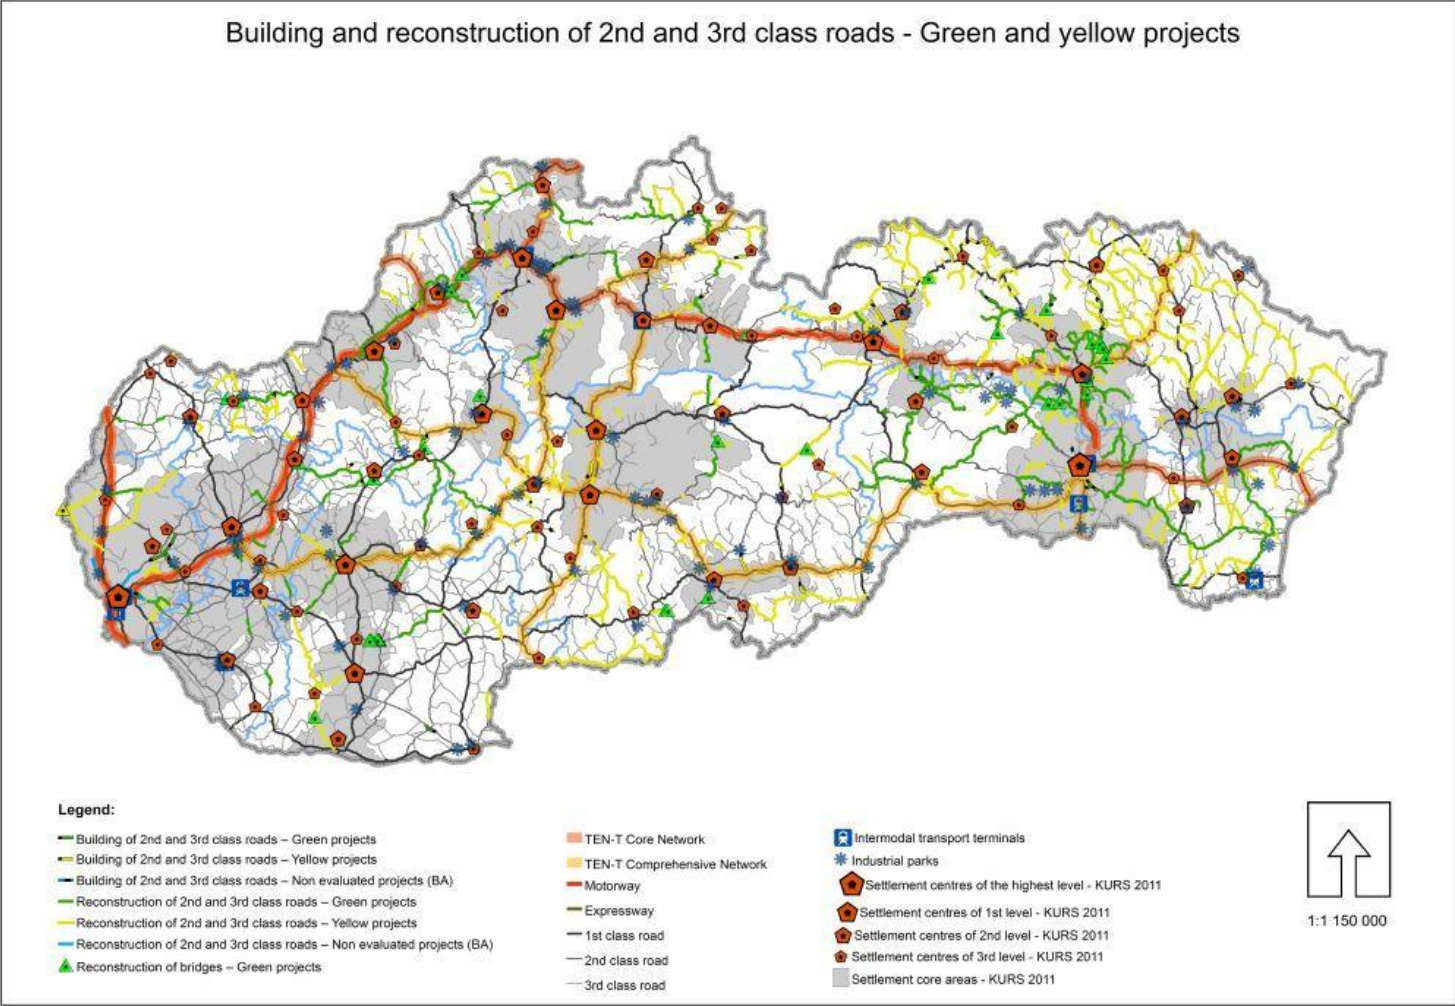 Building and reconstruction of 2nd and 3rd class roads - Green and yellow projects
Legend:
Building of 2nd and 3rd class roads – Green projects
Building of 2nd and 3rd class roads – Yellow projects
Building of 2nd and 3rd class roads – Non evaluated projects (BA)
Reconstruction of 2nd and 3rd class roads – Green projects
Reconstruction of 2nd and 3rd class roads – Yellow projects
Reconstruction of 2nd and 3rd class roads – Non evaluated projects (BA)
Reconstruction of bridges – Green projects
TEN-T Core Network
TEN-T Comprehensive Network
Motorway
Expressway
1st class road
2nd class road
3rd class road
Intermodal transport terminals
Industrial parks
Settlement centres of the highest level - KURS 2011
Settlement centres of 1st level - KURS 2011
Settlement centres of 2nd level - KURS 2011
Settlement centres of 3rd level - KURS 2011
Settlement core areas - KURS 2011
1:1 150 000